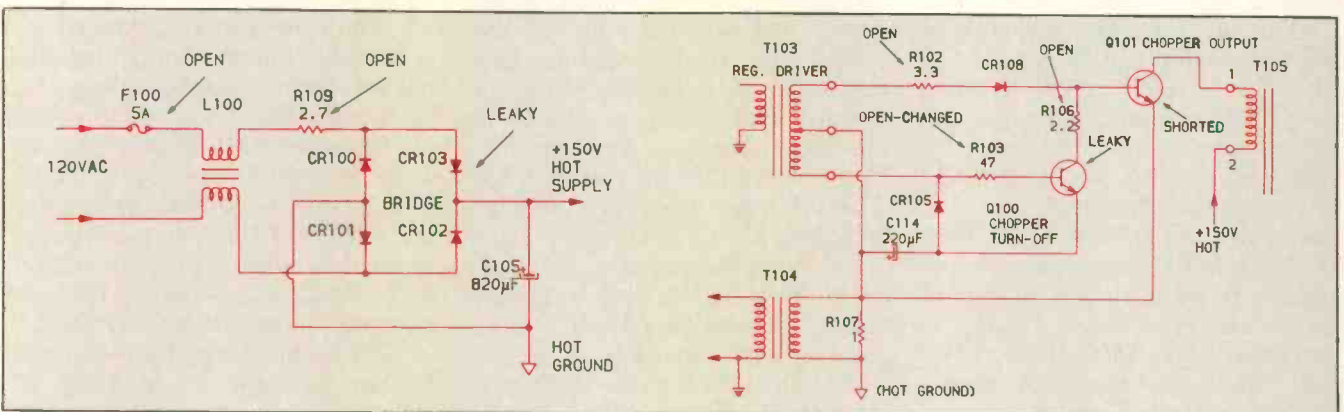 OPEN
OPEN
F100
5A
L100
R109
2.7
LEAKY
120VAC
CR100
CR103
+150V
HOT
SUPPLY
BRIDGE
CR101
CR102
C105
820µF
HOT
GROUND
T103
REG. DRIVER
OPEN
R102
3.3
CR108
OPEN
Q101 CHOPPER OUTPUT
T105
1
R106
2.2
SHORTED
OPEN-CHANGED
R103
47
LEAKY
2
CR105
C114
220µF
Q100
CHOPPER
TURN-OFF
+150V
HOT
T104
R107
1
(HOT GROUND)